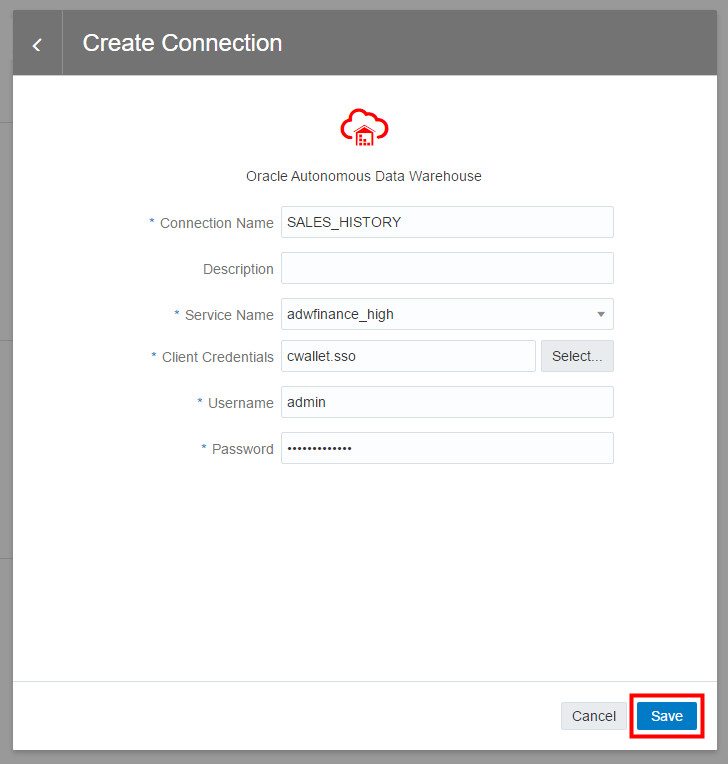 Create Connection
Oracle Autonomous Data Warehouse
* Connection Name SALES_HISTORY
Description
* Service Name adwfinance_high
* Client Credentials cwallet.sso Select...
* Username admin
* Password •••••••••••••
Cancel Save